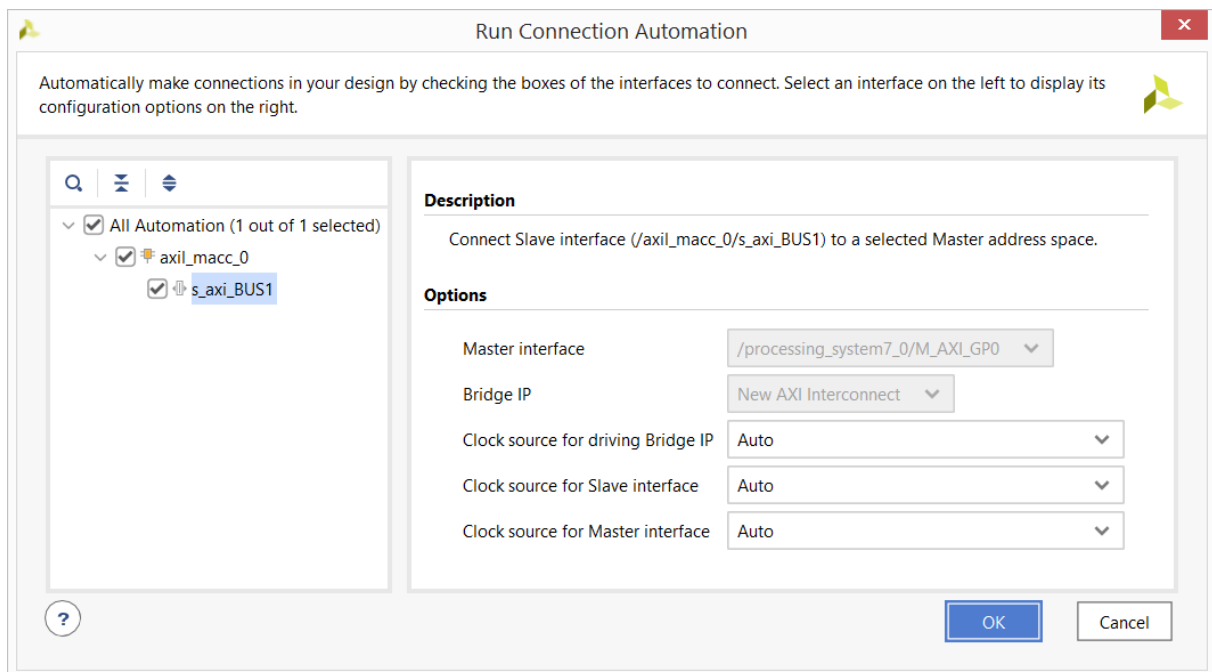 Run Connection Automation
Automatically make connections in your design by checking the boxes of the interfaces to connect. Select an interface on the left to display its
configuration options on the right.
All Automation (1 out of 1 selected)
axil_macc_0
s_axi_BUS1
Description
Connect Slave interface (/axil_macc_0/s_axi_BUS1) to a selected Master address space.
Options
Master interface /processing_system7_0/M_AXI_GP0
Bridge IP New AXI Interconnect
Clock source for driving Bridge IP Auto
Clock source for Slave interface Auto
Clock source for Master interface Auto
? OK Cancel